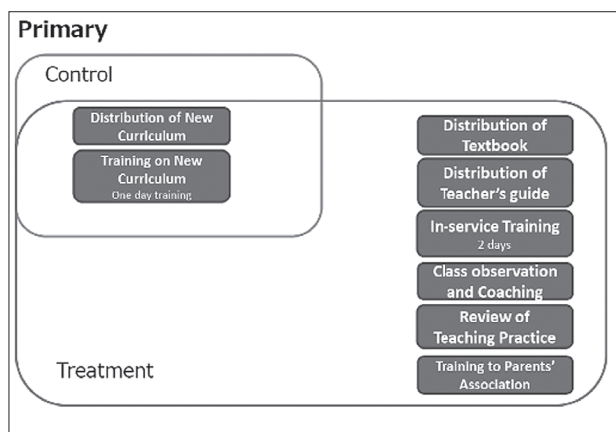 Primary
Control
Distribution of New
Curriculum
Training on New
Curriculum
One day training
Distribution of
Textbook
Distribution of
Teacher's guide
In-service Training
2 days
Class observation
and Coaching
Review of
Teaching Practice
Training to Parents'
Association
Treatment